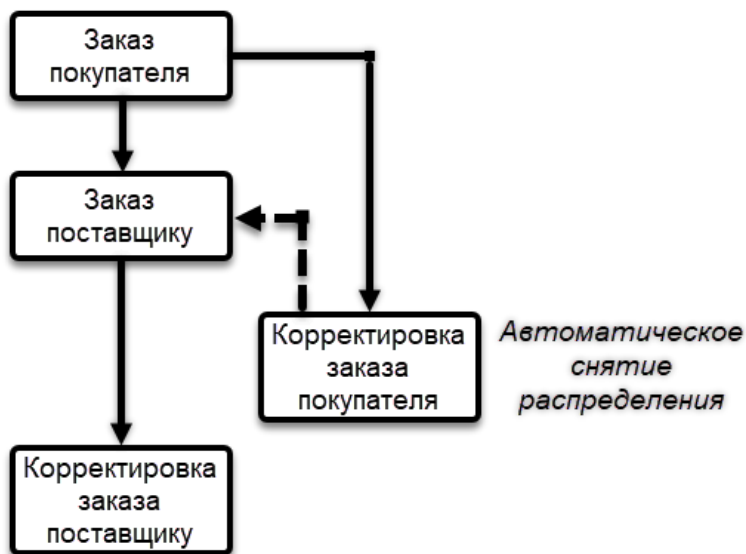 Заказ
покупателя
Заказ
поставщику
Корректировка
заказа
покупателя
Автоматическое
снятие
распределения
Корректировка
заказа
поставщику